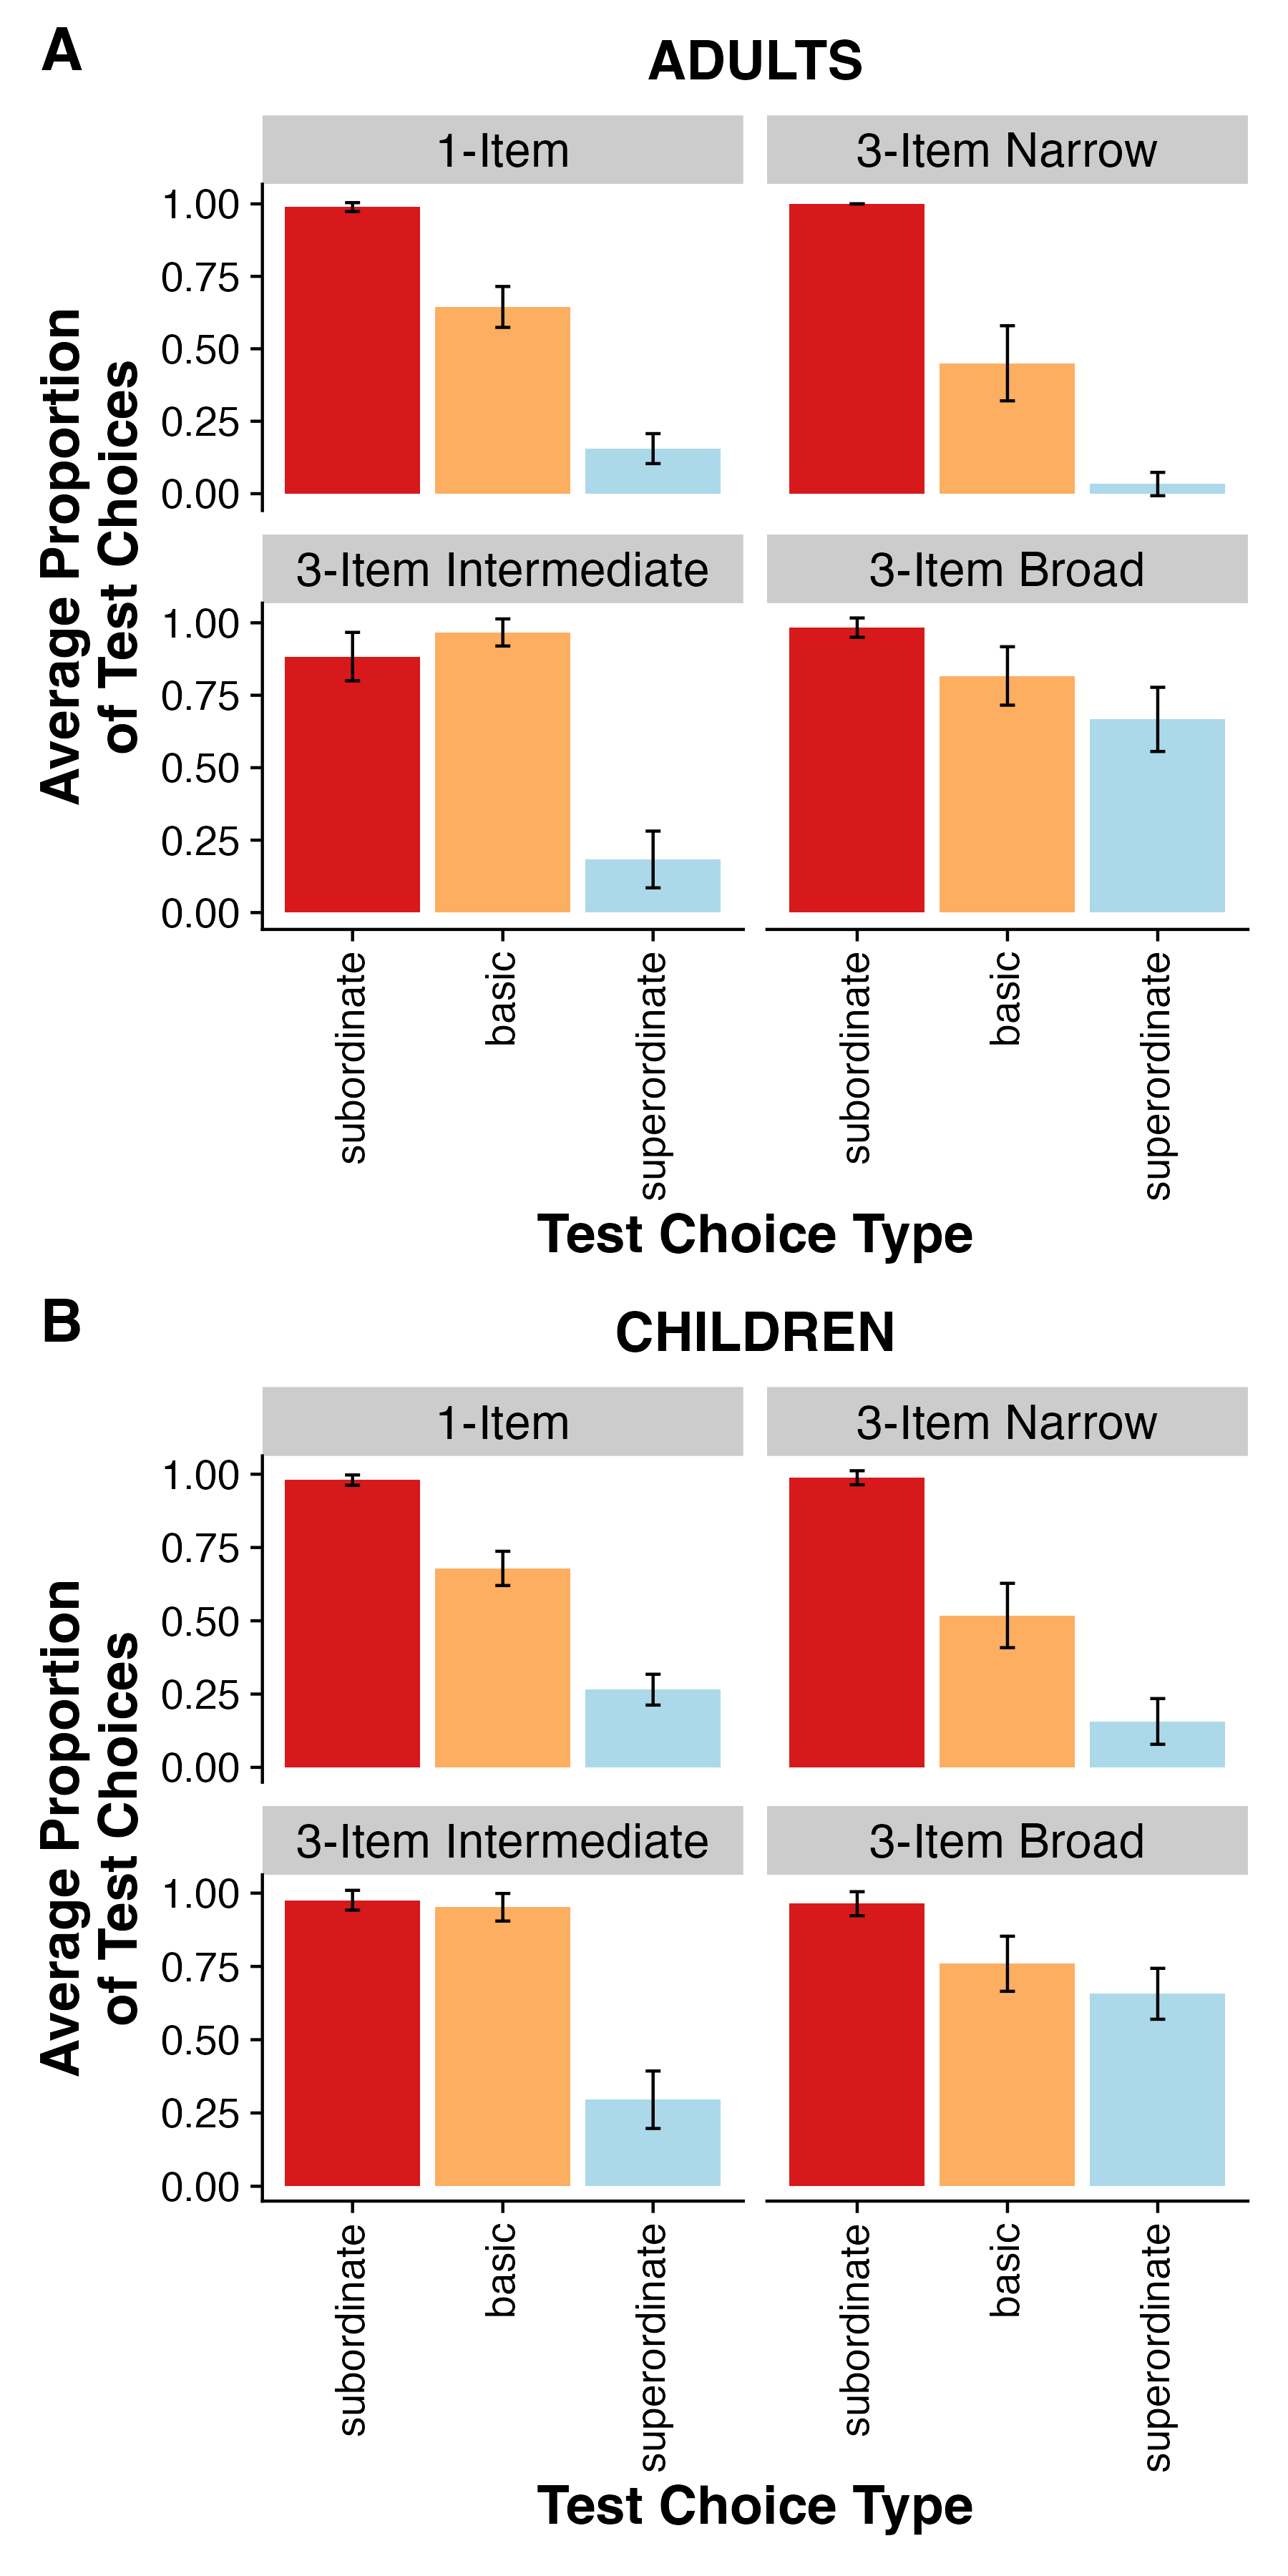 A
ADULTS
1-Item
3-Item Narrow
1.00
0.75
0.50
0.25
0.00
3-Item Intermediate
3-Item Broad
1.00
0.75
0.50
0.25
0.00
Average Proportion
of Test Choices
subordinate
basic
superordinate
subordinate
basic
superordinate
Test Choice Type
B
CHILDREN
1-Item
3-Item Narrow
1.00
0.75
0.50
0.25
0.00
3-Item Intermediate
3-Item Broad
1.00
0.75
0.50
0.25
0.00
Average Proportion
of Test Choices
subordinate
basic
superordinate
subordinate
basic
superordinate
Test Choice Type